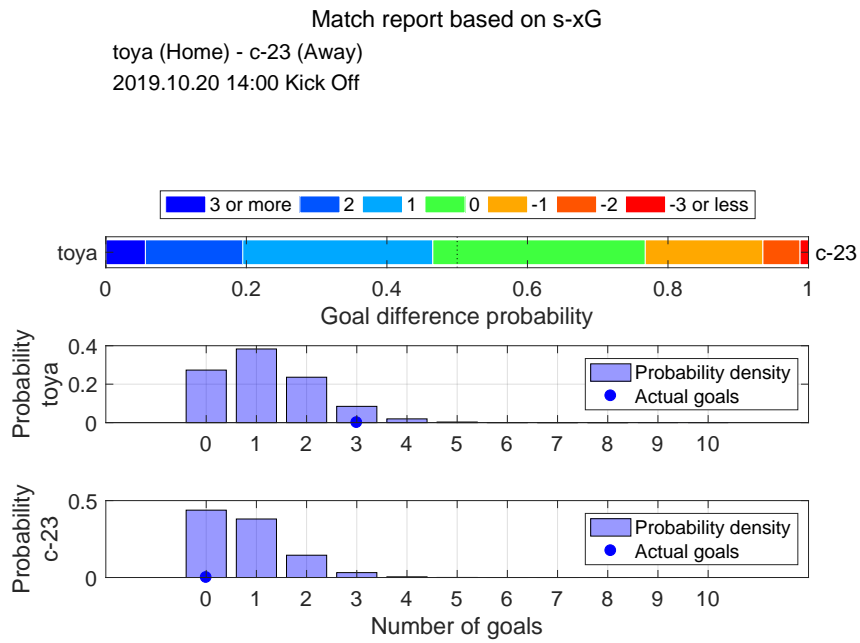 Match report based on s-xG
toya (Home) - c-23 (Away)
2019.10.20 14:00 Kick Off
3 or more 2 1 0 -1 -2 -3 or less
toya c-23
0 0.2 0.4 0.6 0.8 1
Goal difference probability
Probability
toya
0.4
0.2
0
Probability density
Actual goals
0 1 2 3 4 5 6 7 8 9 10
Probability
c-23
0.5
0
Probability density
Actual goals
0 1 2 3 4 5 6 7 8 9 10
Number of goals